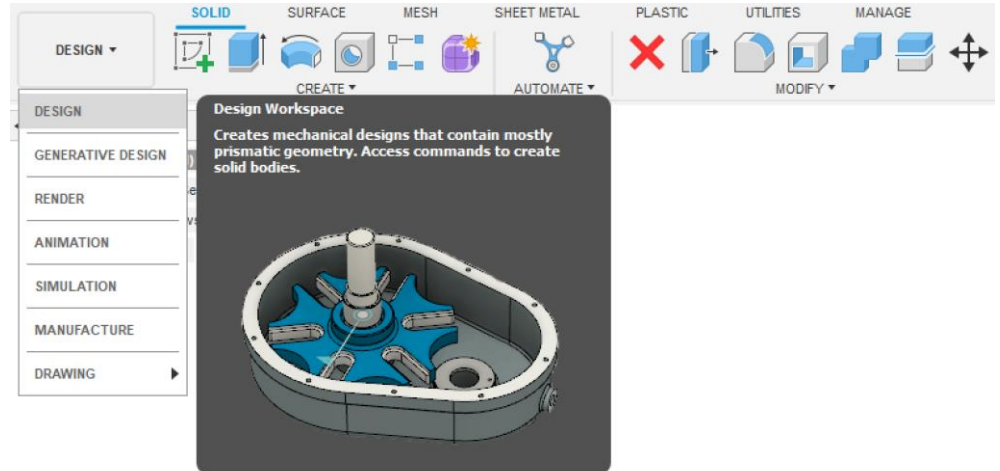 SOLID SURFACE MESH SHEET METAL PLASTIC UTILITIES MANAGE
DESIGN ▾
CREATE ▾ AUTOMATE ▾ MODIFY ▾
DESIGN
GENERATIVE DESIGN
RENDER
ANIMATION
SIMULATION
MANUFACTURE
DRAWING
Design Workspace
Creates mechanical designs that contain mostly
prismatic geometry. Access commands to create
solid bodies.